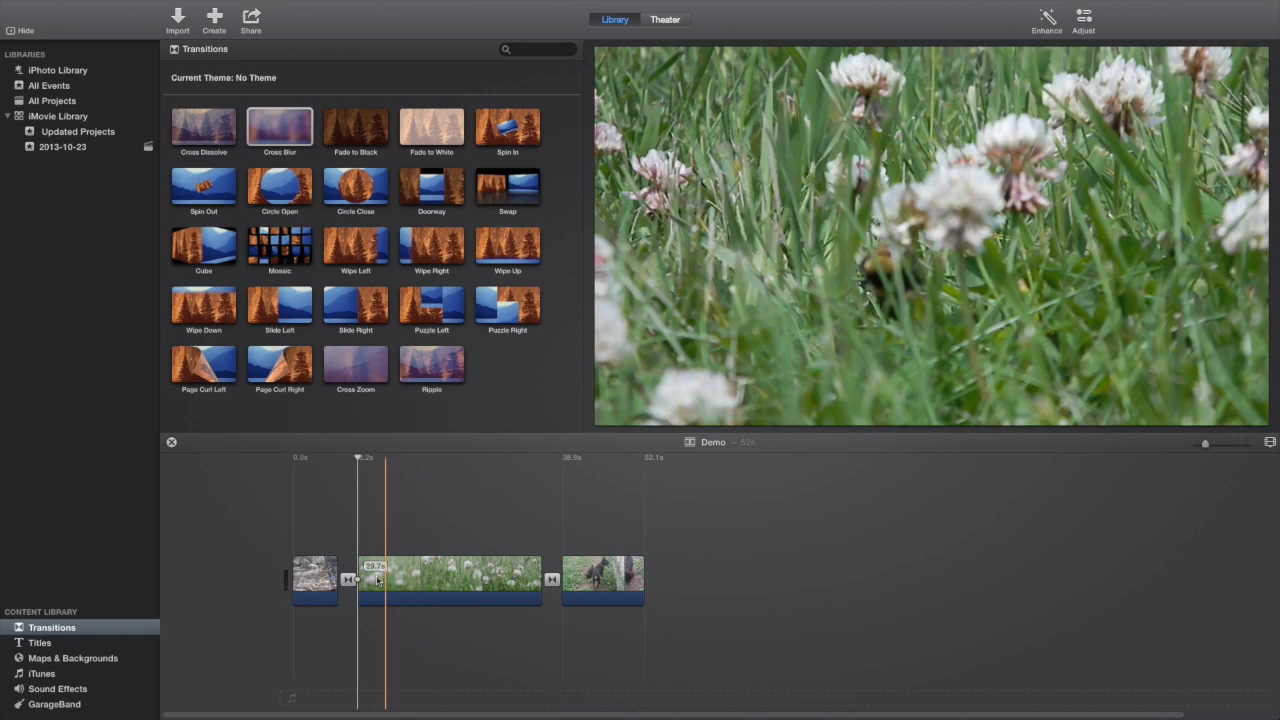 Hide
Import
Create
Share
Library
Theater
Enhance
Adjust
LIBRARIES
iPhoto Library
All Events
All Projects
iMovie Library
Updated Projects
2013-10-23
Transitions
Current Theme: No Theme
Cross Dissolve
Cross Blur
Fade to Black
Fade to White
Spin In
Spin Out
Circle Open
Circle Close
Doorway
Swap
Cube
Mosaic
Wipe Left
Wipe Right
Wipe Up
Wipe Down
Slide Left
Slide Right
Puzzle Left
Puzzle Right
Page Curl Left
Page Curl Right
Cross Zoom
Ripple
Demo – 52s
0.0s
38.9s
52.1s
29.7s
CONTENT LIBRARY
Transitions
Titles
Maps & Backgrounds
iTunes
Sound Effects
GarageBand